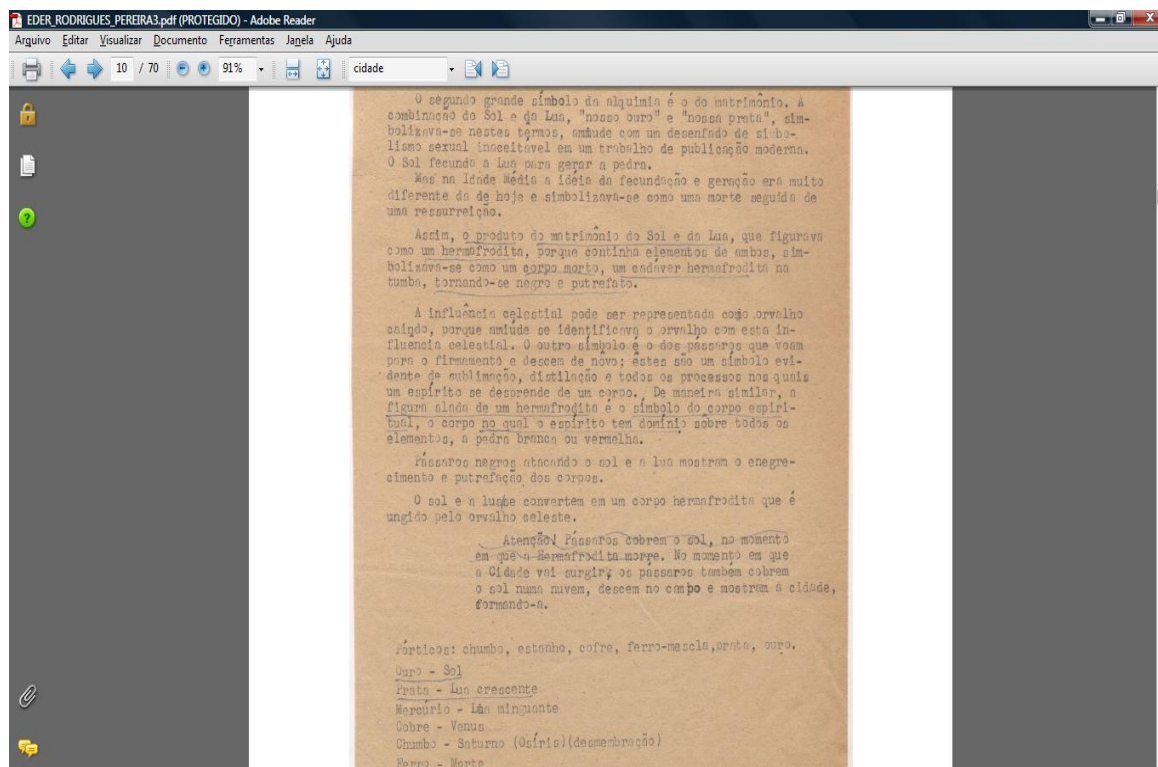 EDER_RODRIGUES_PEREIRA3.pdf (PROTEGIDO) - Adobe Reader
Arquivo Editar Visualizar Documento Ferramentas Janela Ajuda
10 / 70 91% cidade
O segundo grande símbolo da alquimia é o do matrimônio. A
combinação do Sol e da Lua, "nosso ouro" e "nossa prata", sim-
bolizava-se nestes termos, amiude com um desenfado de simbo-
lismo sexual inaceitavel em um trabalho de publicação moderna.
O Sol fecunda a Lua para gerar a pedra.
Mas na Idade Média a idéia da fecundação e geração era muito
diferente da de hoje e simbolizava-se como uma morte seguida de
uma ressurreição.
Assim, o produto do matrimônio do Sol e da Lua, que figurava
como um hermafrodita, porque continha elementos de ambos, sim-
bolizava-se como um corpo morto, um cadáver hermafrodita na
tumba, tornando-se negro e putrefato.
A influência celestial pode ser representada como orvalho
caindo, porque amiúde se identificava o orvalho com esta in-
fluencia celestial. O outro símbolo é o dos pássaros que voam
para o firmamento e descem de nôvo; êstes são um símbolo evi-
dente de sublimação, distilação e todos os processos nos quais
um espírito se desprende de um corpo. De maneira similar, a
figura alada de um hermafrodita é o símbolo do corpo espiri-
tual, o corpo no qual o espírito tem domínio sôbre todos os
elementos, a pedra branca ou vermelha.
Pássaros negros atacando o sol e a lua mostram o enegre-
cimento e putrefação dos corpos.
O sol e a lua se convertem em um corpo hermafrodita que é
ungido pelo orvalho celeste.
Atenção! Pássaros cobrem o sol, no momento
em que a Hermafrodita morre. No momento em que
a Cidade vai surgir, os pássaros também cobrem
o sol numa nuvem, descem no campo e mostram a cidade,
formando-a.
Pórticos: chumbo, estanho, cofre, ferro-mescla, prata, ouro.
Ouro - Sol
Prata - Lua crescente
Mercúrio - Lua minguante
Cobre - Venus
Chumbo - Saturno (Osíris)(desmembração)
Ferro - Marte